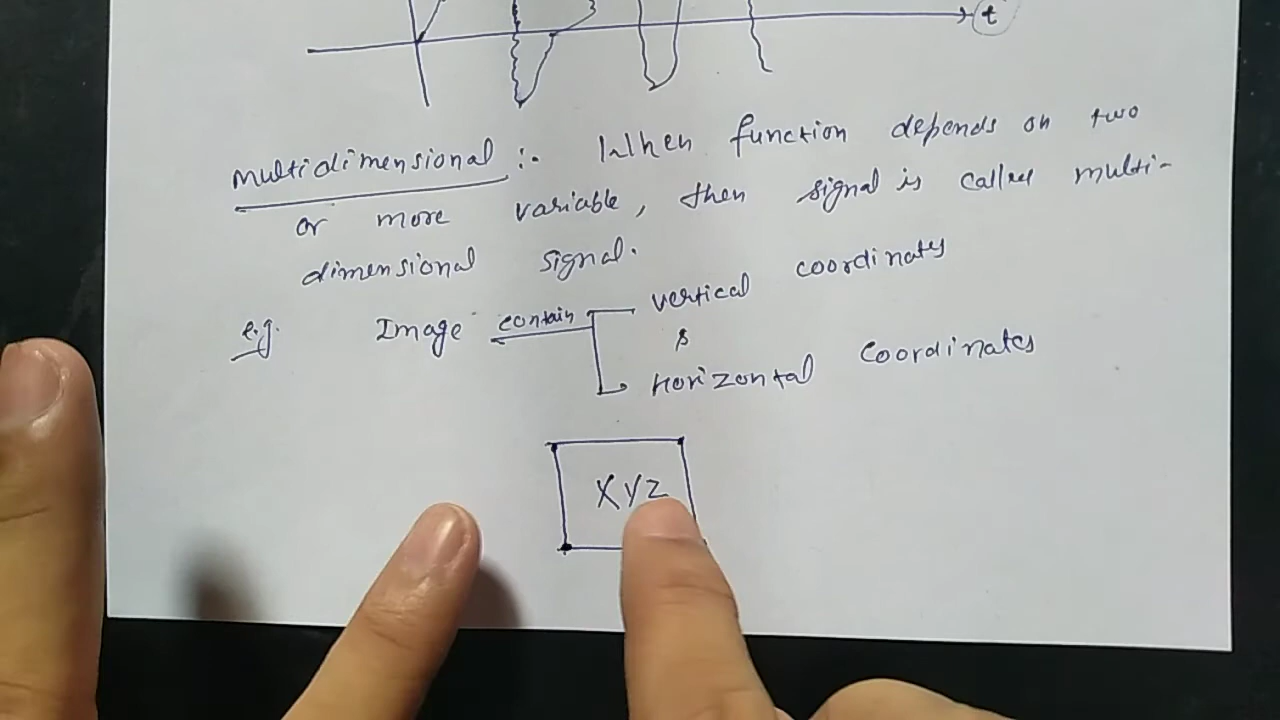 t
Multidimensional :- When function depends on two
or more variable, then signal is called multi-
dimensional signal.
e.g. Image contain vertical coordinates
&
Horizontal Coordinates
XYZ